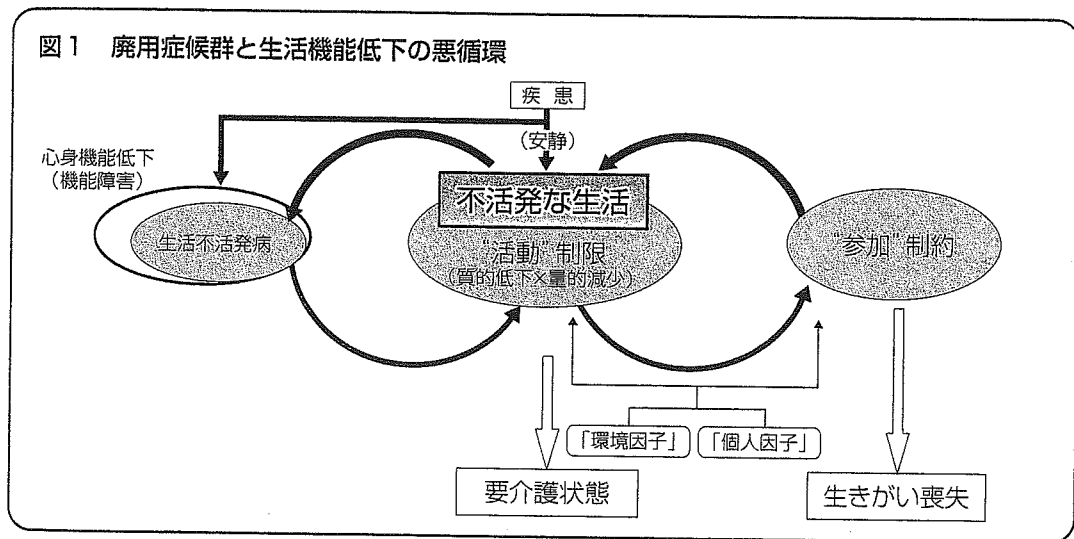 図1 廃用症候群と生活機能低下の悪循環
疾 患
(安静)
心身機能低下
(機能障害)
不活発な生活
生活不活発病
“活動”制限
(質的低下×量的減少)
“参加”制約
「環境因子」
「個人因子」
要介護状態
生きがい喪失